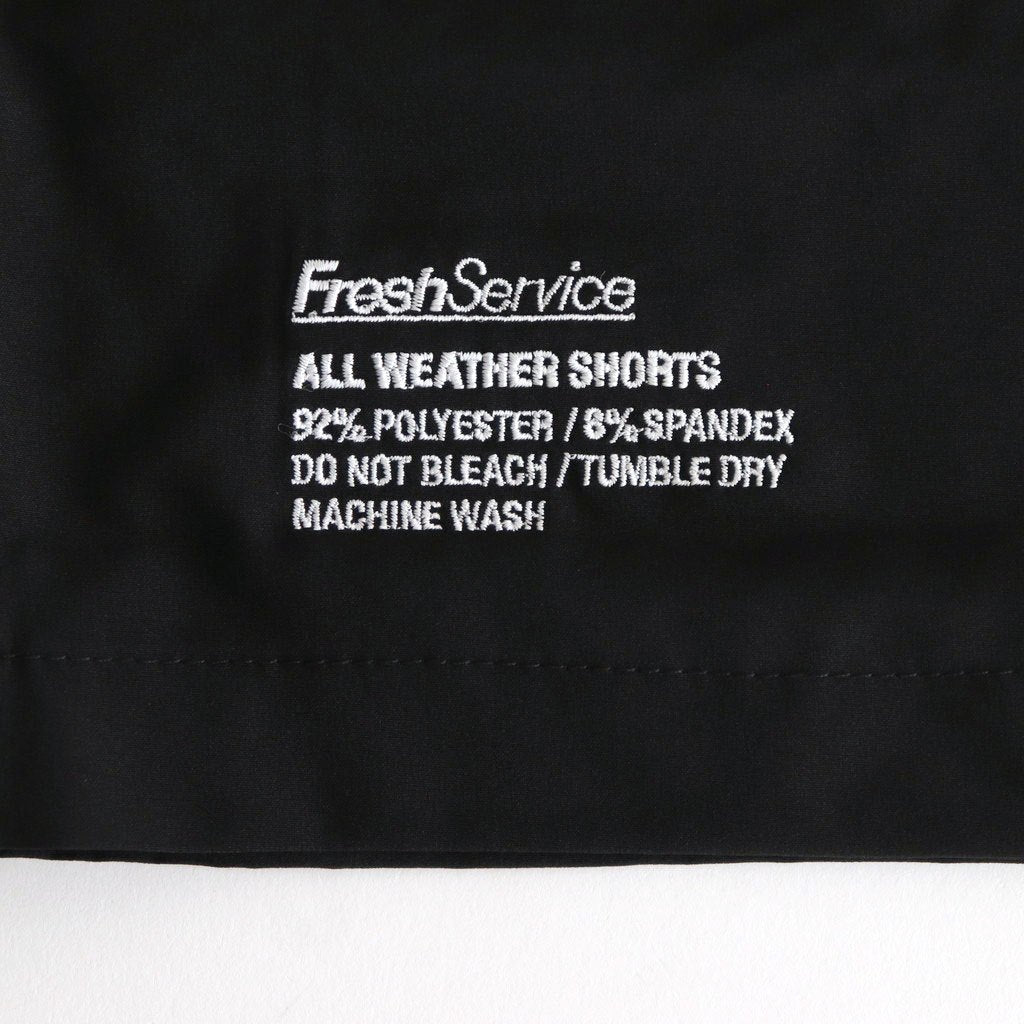 FreshService
ALL WEATHER SHORTS
92% POLYESTER / 8% SPANDEX
DO NOT BLEACH / TUMBLE DRY
MACHINE WASH